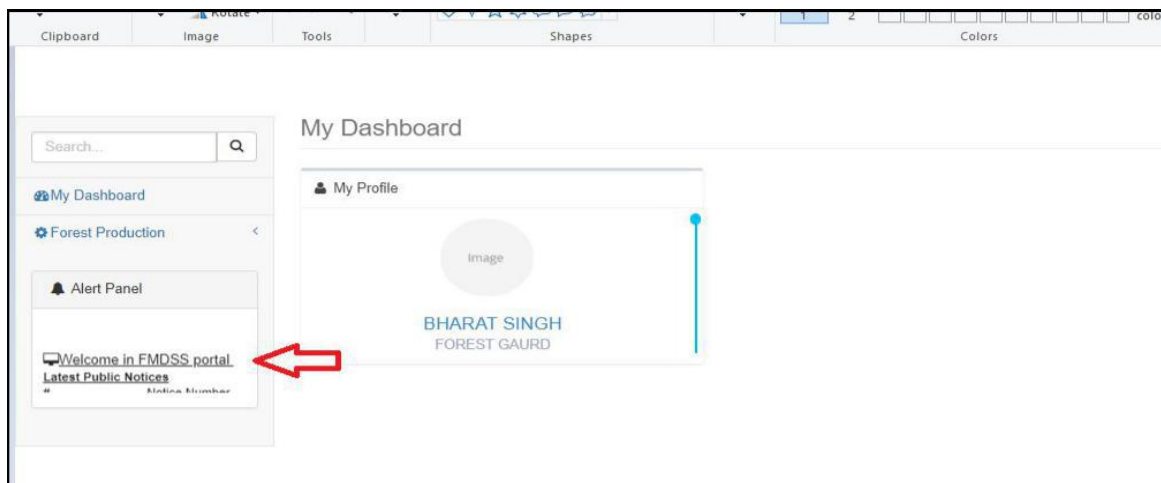 Rotate
1 2 colo
Clipboard Image Tools Shapes Colors
My Dashboard
Search...
My Dashboard
Forest Production
Alert Panel
Welcome in FMDSS portal
Latest Public Notices
# Notice Number
My Profile
Image
BHARAT SINGH
FOREST GAURD